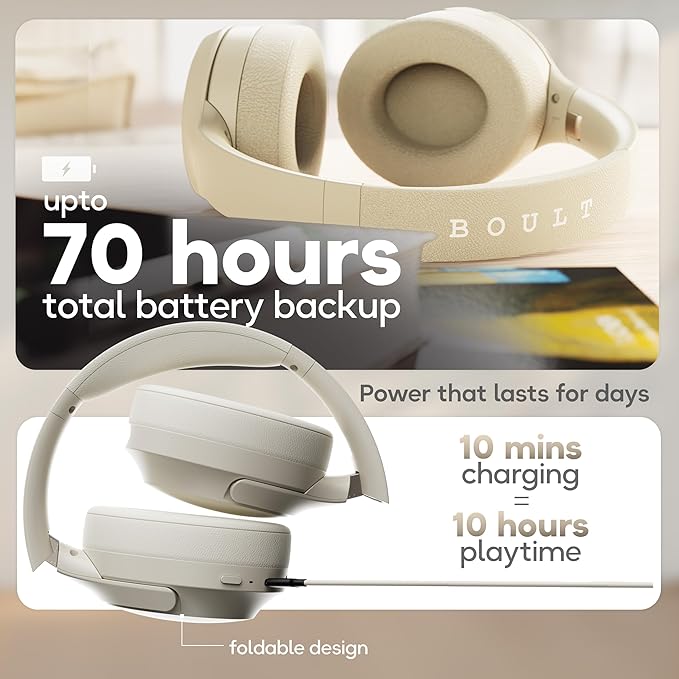 BOULT
upto
70 hours
total battery backup
Power that lasts for days
10 mins
charging
=
10 hours
playtime
foldable design